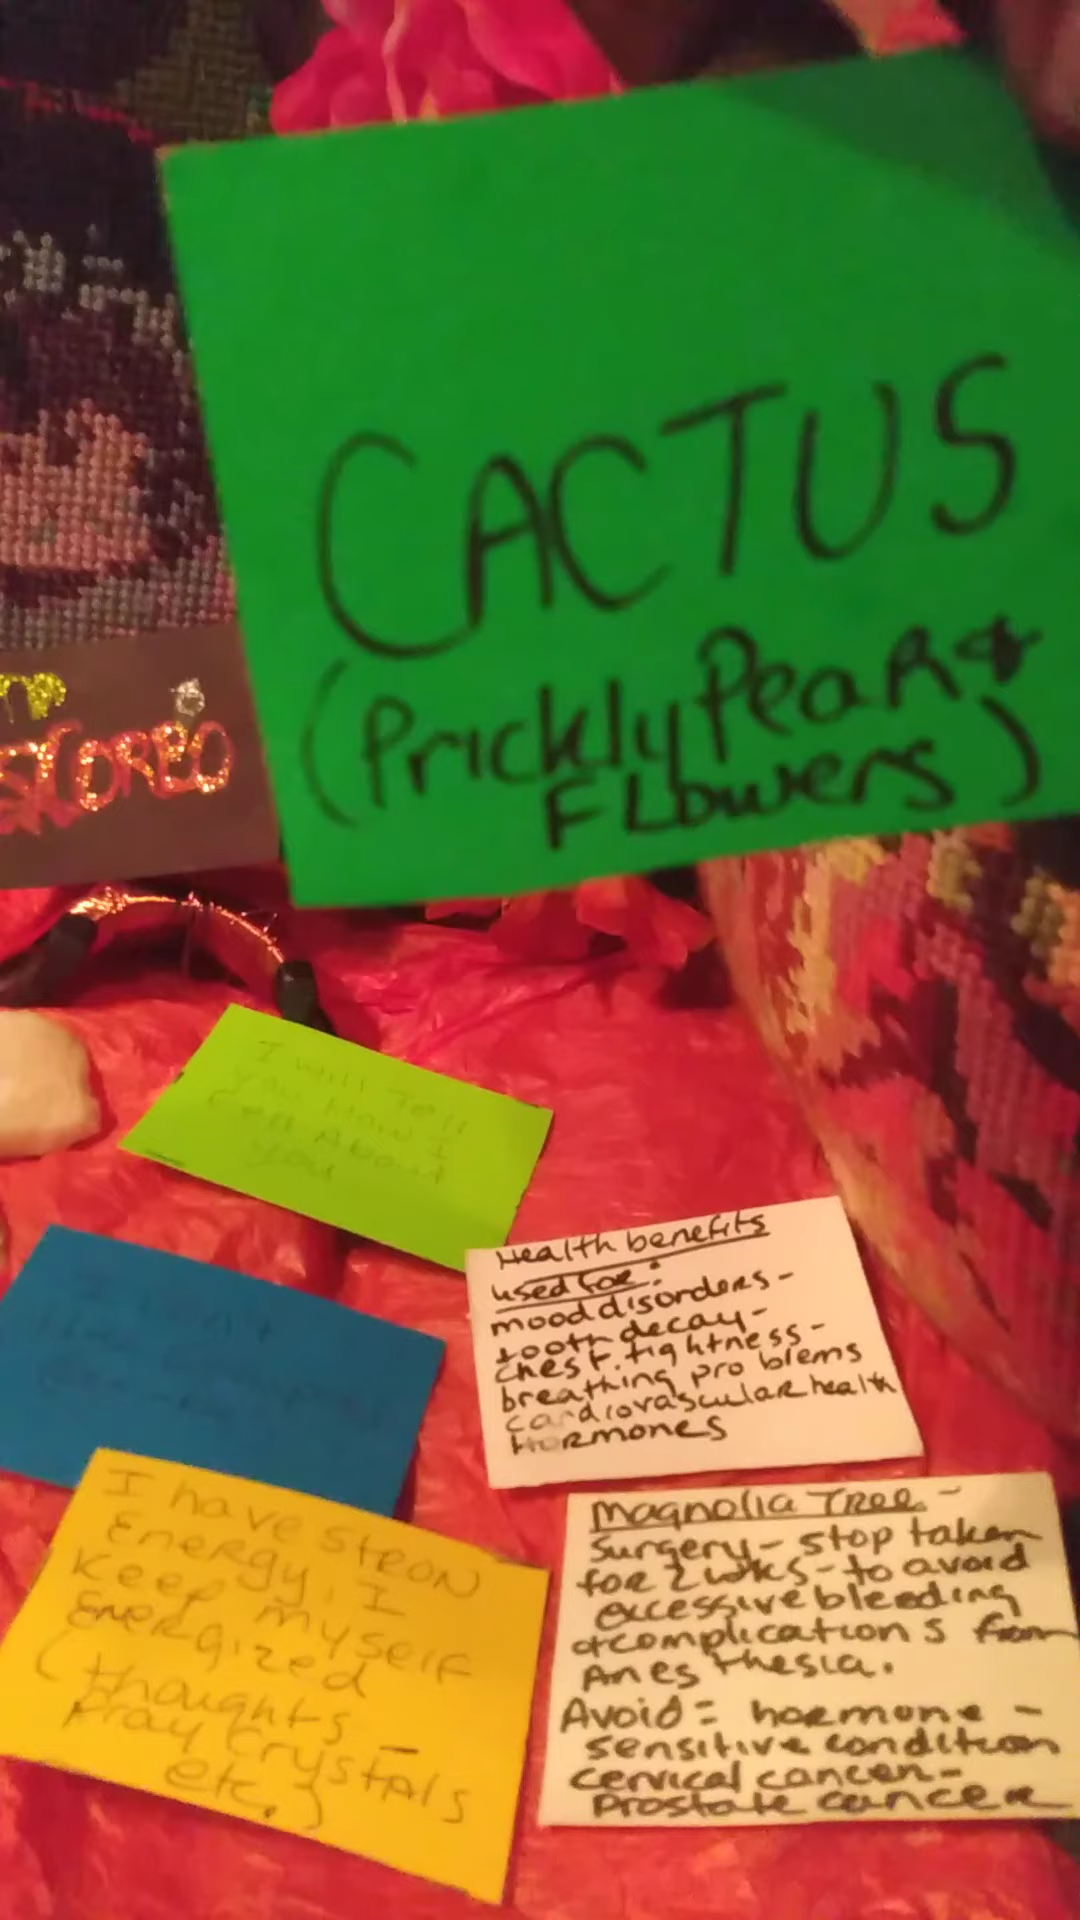 CACTUS
(Prickly Pear &
Flowers)
I will Tell
you How I
Feel About
you
Health benefits
used for:
mood disorders-
tooth decay-
chest tightness-
breathing problems
cardiovascular health
Hormones
I have strON
Energy, I
Keep myself
Energized
(thoughts-
Pray Crystals
etc.)
Magnolia Tree-
Surgery- stop taken
for 2 wks- to avoid
excessive bleeding
& complications from
Anesthesia.
Avoid = hormone-
sensitive condition
cervical cancer-
Prostate cancer